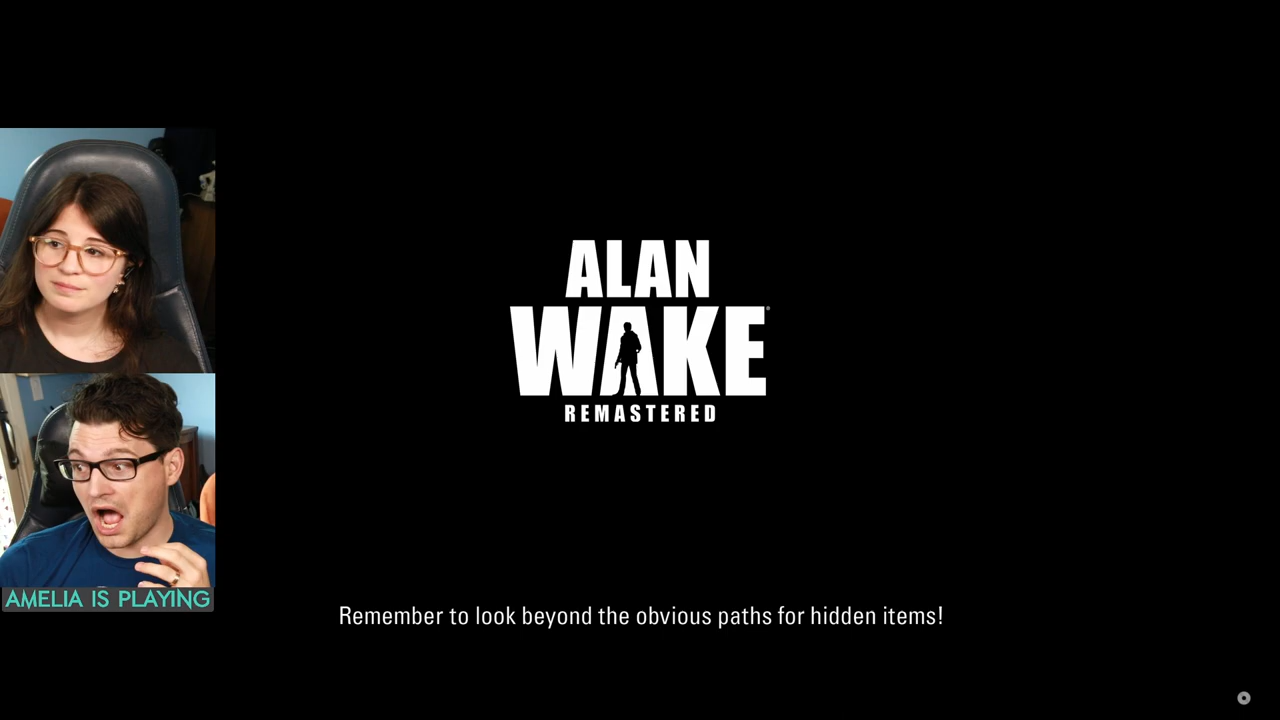 ALAN
WAKE
REMASTERED
AMELIA IS PLAYING
Remember to look beyond the obvious paths for hidden items!